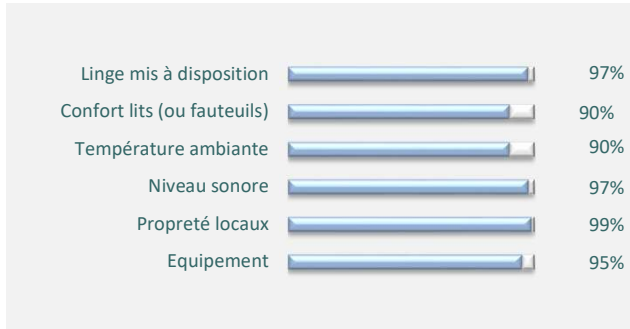 Linge mis à disposition 97%
Confort lits (ou fauteuils) 90%
Température ambiante 90%
Niveau sonore 97%
Propreté locaux 99%
Equipement 95%